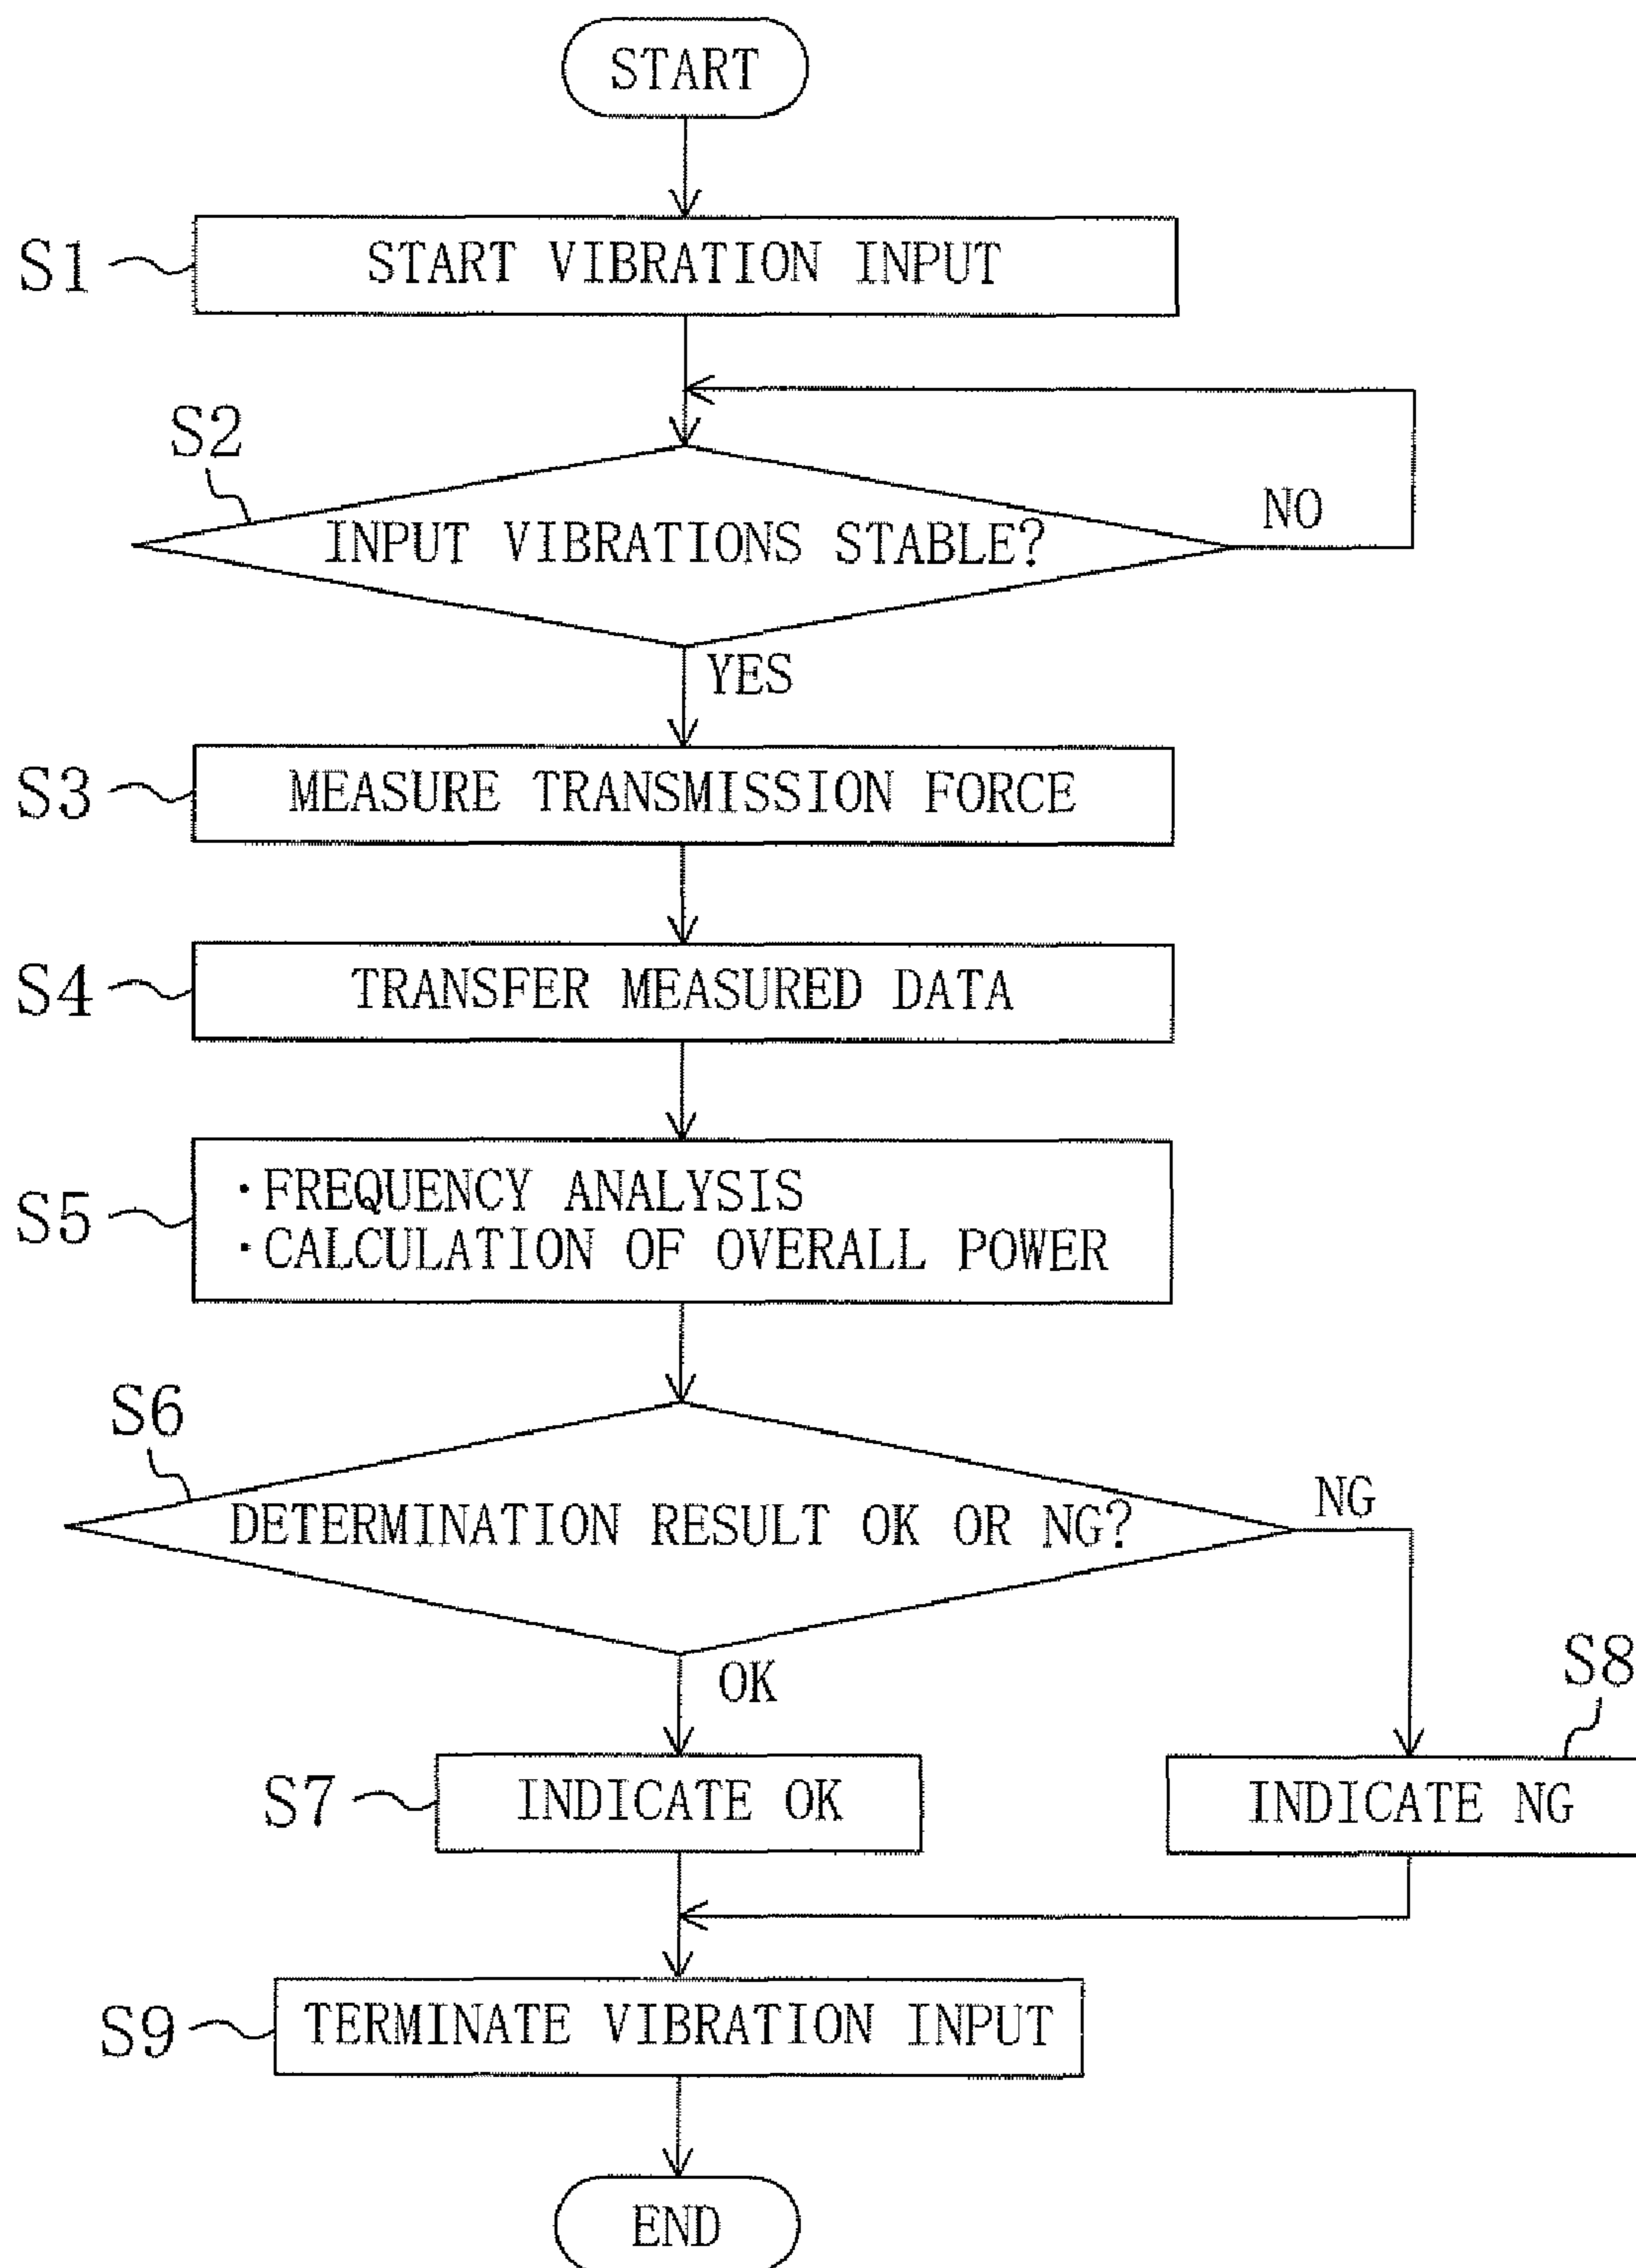 START
S1
START VIBRATION INPUT
S2
INPUT VIBRATIONS STABLE?
NO
YES
S3
MEASURE TRANSMISSION FORCE
S4
TRANSFER MEASURED DATA
S5
・FREQUENCY ANALYSIS
・CALCULATION OF OVERALL POWER
S6
DETERMINATION RESULT OK OR NG?
NG
OK
S8
S7
INDICATE OK
INDICATE NG
S9
TERMINATE VIBRATION INPUT
END